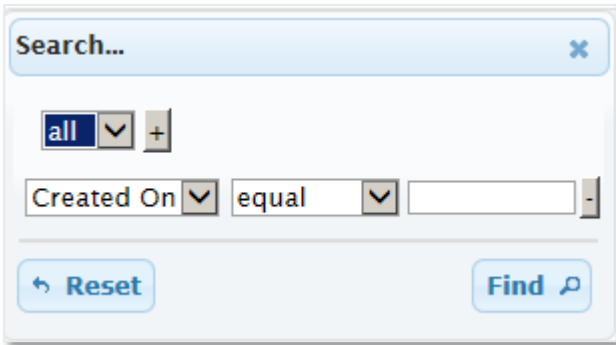 Search...
all +
Created On equal -
Reset Find